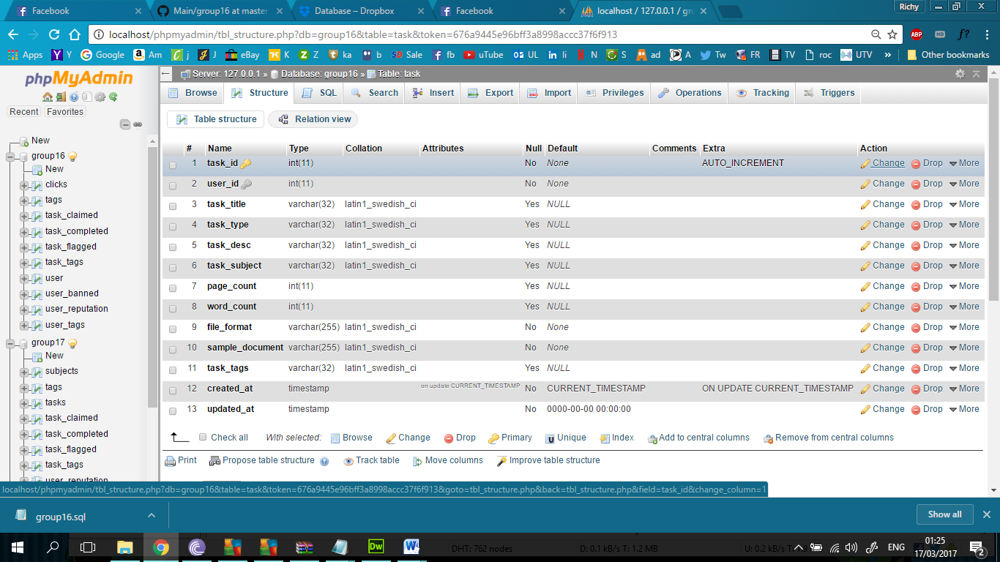 Facebook
Main/group16 at master
Database – Dropbox
Facebook
localhost / 127.0.0.1 / gro
Richy
localhost/phpmyadmin/tbl_structure.php?db=group16&table=task&token=676a9445e96bff3a8998accc37f6f913
ABP HD f?
Apps Y Google Am j J eBay K Z ka b Sale fb uTube UL li N S ad A Tw FR TV roc UTV » Other bookmarks
phpMyAdmin
Recent Favorites
New
group16
New
clicks
tags
task_claimed
task_completed
task_flagged
task_tags
user
user_banned
user_reputation
user_tags
group17
New
subjects
tags
tasks
task_claimed
task_completed
task_flagged
task_tags
user_reputation
Server: 127.0.0.1 » Database: group16 » Table: task
Browse Structure SQL Search Insert Export Import Privileges Operations Tracking Triggers
Table structure Relation view
# Name Type Collation Attributes Null Default Comments Extra Action
1 task_id int(11) No None AUTO_INCREMENT Change Drop More
2 user_id int(11) No None Change Drop More
3 task_title varchar(32) latin1_swedish_ci Yes NULL Change Drop More
4 task_type varchar(32) latin1_swedish_ci Yes NULL Change Drop More
5 task_desc varchar(32) latin1_swedish_ci Yes NULL Change Drop More
6 task_subject varchar(32) latin1_swedish_ci Yes NULL Change Drop More
7 page_count int(11) Yes NULL Change Drop More
8 word_count int(11) Yes NULL Change Drop More
9 file_format varchar(255) latin1_swedish_ci No None Change Drop More
10 sample_document varchar(255) latin1_swedish_ci No None Change Drop More
11 task_tags varchar(32) latin1_swedish_ci Yes NULL Change Drop More
12 created_at timestamp on update CURRENT_TIMESTAMP No CURRENT_TIMESTAMP ON UPDATE CURRENT_TIMESTAMP Change Drop More
13 updated_at timestamp No 0000-00-00 00:00:00 Change Drop More
Check all With selected: Browse Change Drop Primary Unique Index Add to central columns Remove from central columns
Print Propose table structure Track table Move columns Improve table structure
localhost/phpmyadmin/tbl_structure.php?db=group16&table=task&token=676a9445e96bff3a8998accc37f6f913&goto=tbl_structure.php&back=tbl_structure.php&field=task_id&change_column=1
group16.sql
Show all
DHT: 762 nodes D: 0.1 kB/s T: 1.2 MB U: 0.2 kB/s T:
Dw
ENG
01:25
17/03/2017
2